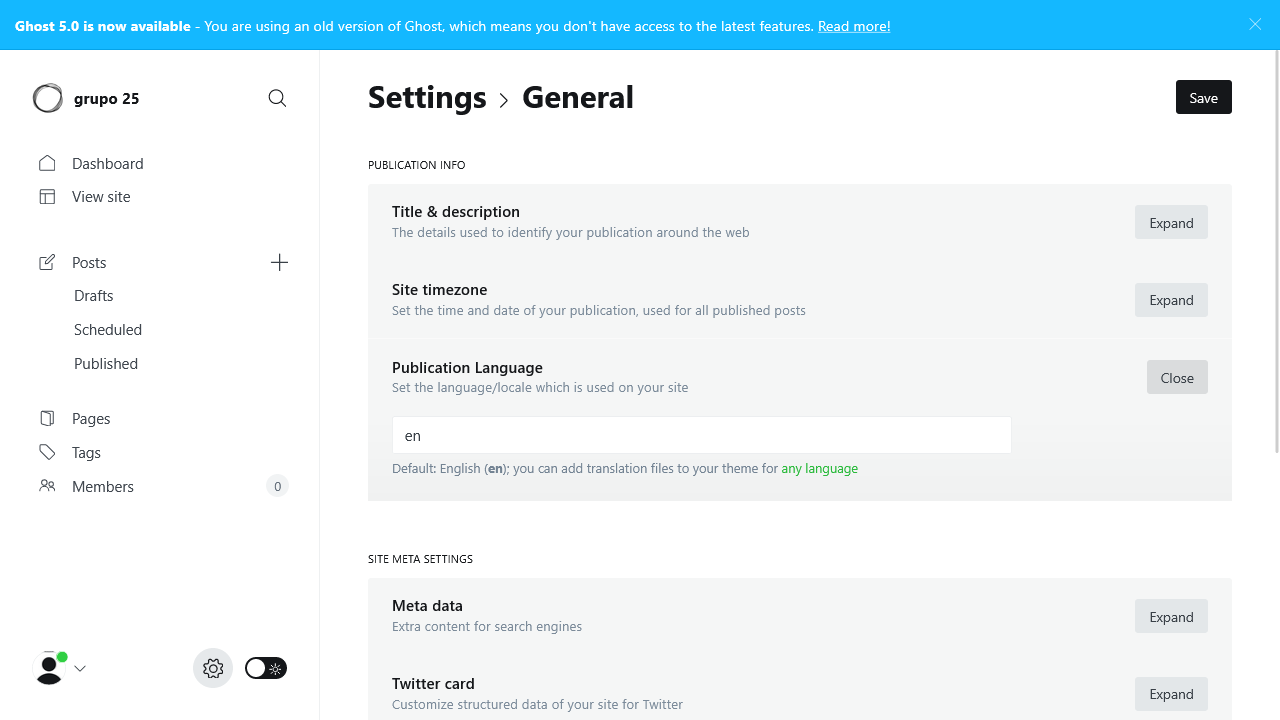 Ghost 5.0 is now available - You are using an old version of Ghost, which means you don't have access to the latest features. Read more!
grupo 25
Settings > General
Save
Dashboard
View site
Posts
Drafts
Scheduled
Published
Pages
Tags
Members
0
PUBLICATION INFO
Title & description
The details used to identify your publication around the web
Expand
Site timezone
Set the time and date of your publication, used for all published posts
Expand
Publication Language
Set the language/locale which is used on your site
Close
en
Default: English (en); you can add translation files to your theme for any language
SITE META SETTINGS
Meta data
Extra content for search engines
Expand
Twitter card
Customize structured data of your site for Twitter
Expand